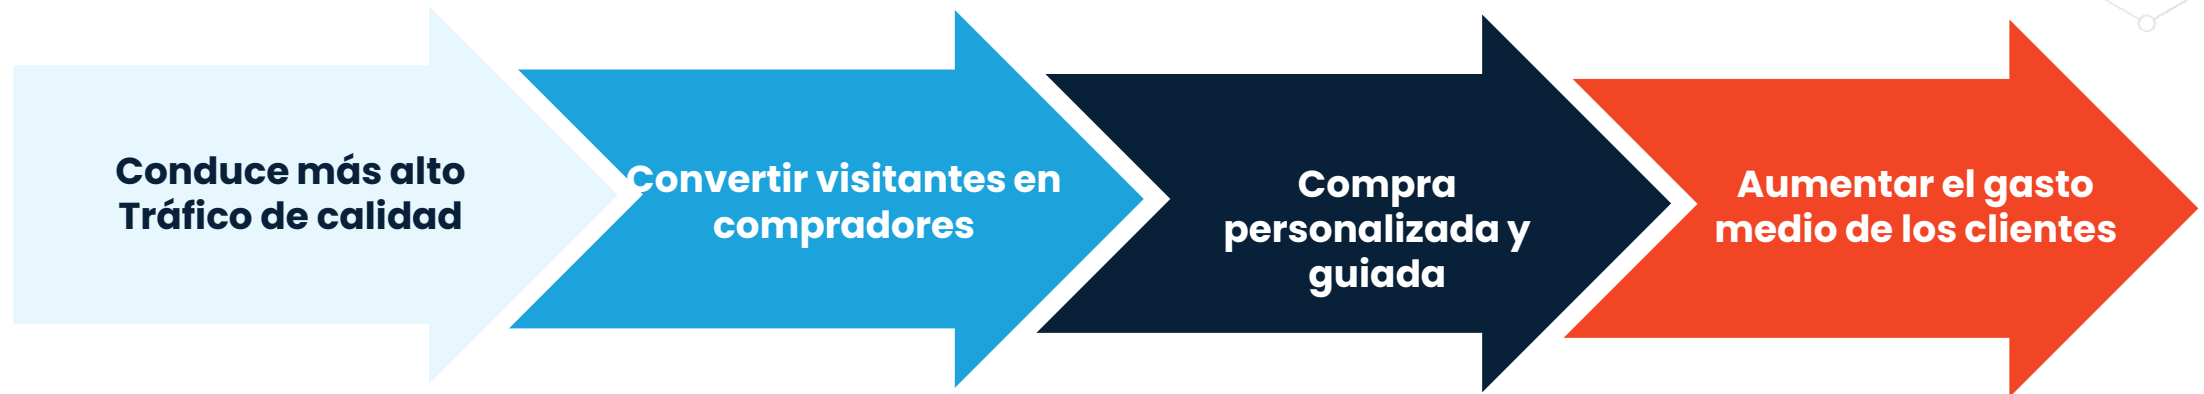 Conduce más alto
Tráfico de calidad
Convertir visitantes en
compradores
Compra
personalizada y
guiada
Aumentar el gasto
medio de los clientes